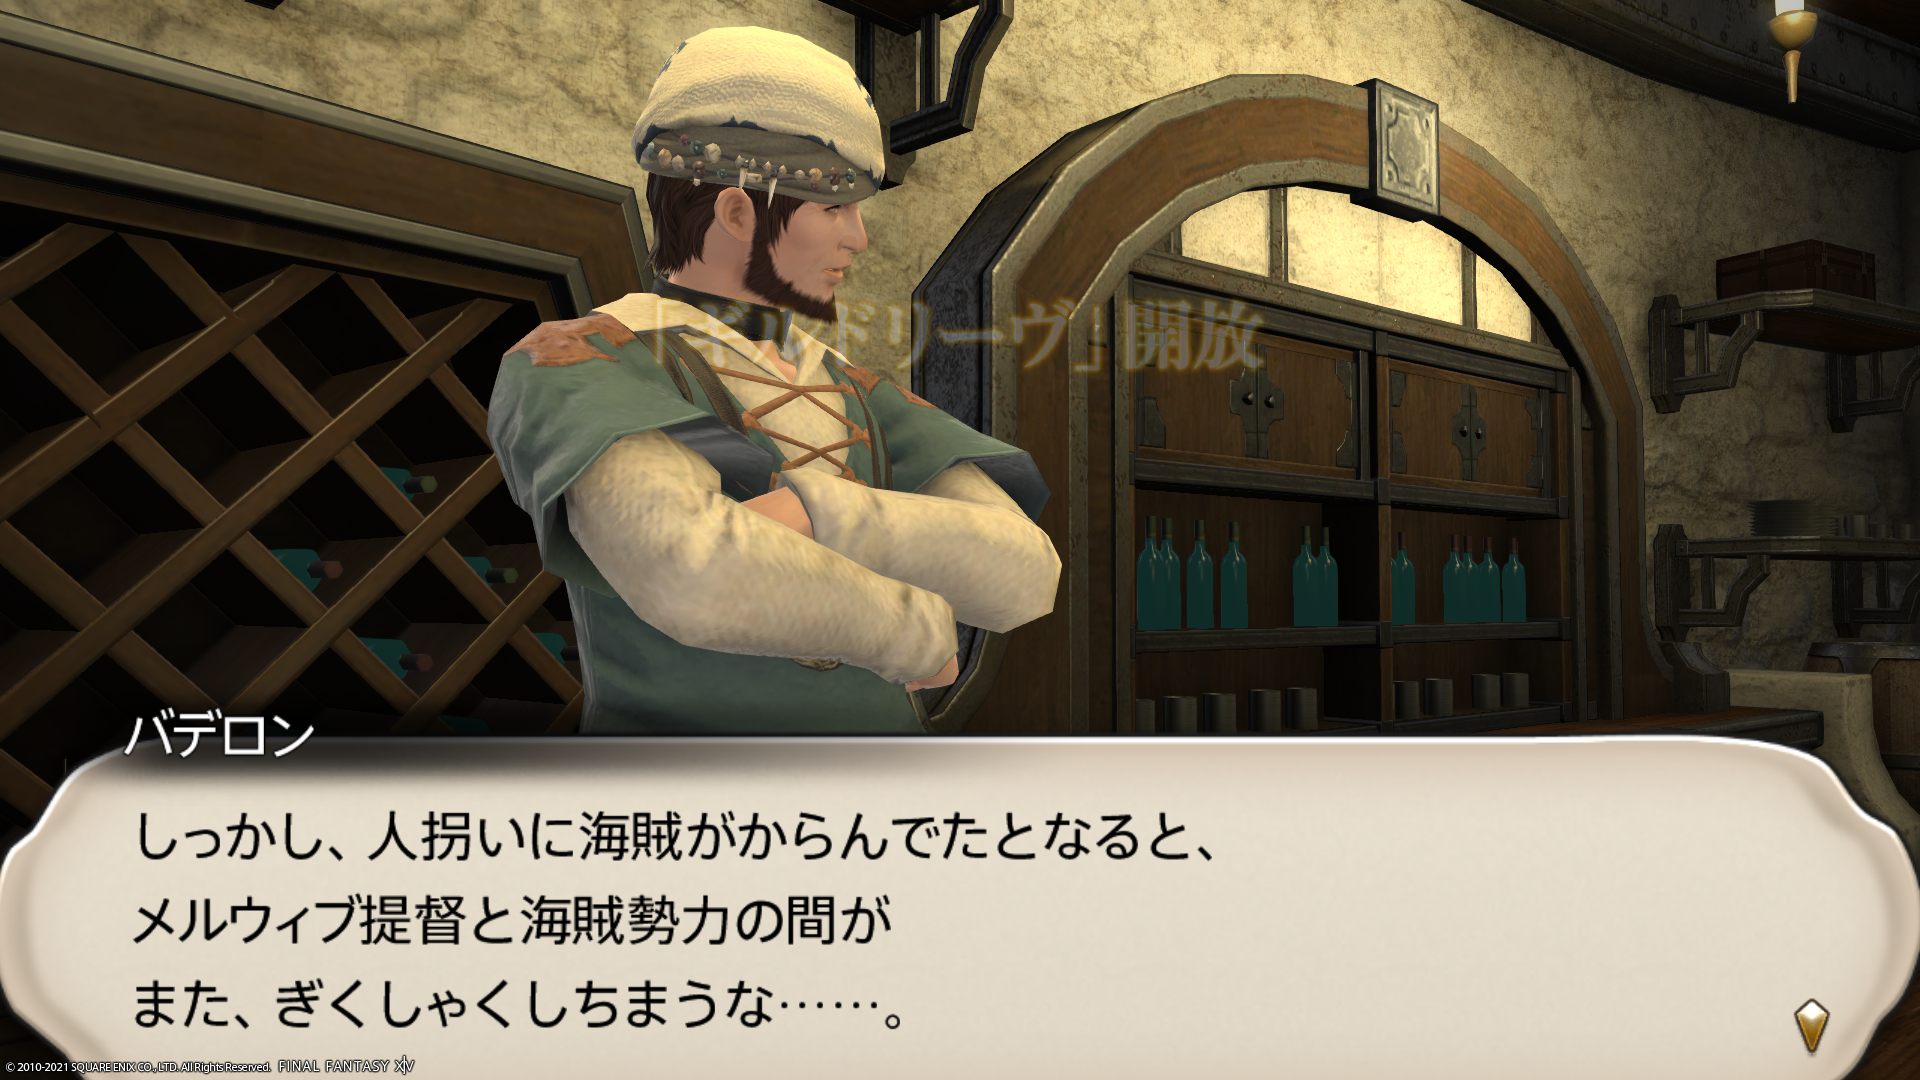 「ギルドリーヴ」開放
バデロン
しっかし、人拐いに海賊がからんでたとなると、
メルウィブ提督と海賊勢力の間が
また、ぎくしゃくしちまうな……。
© 2010-2021 SQUARE ENIX CO., LTD. All Rights Reserved. FINAL FANTASY XIV